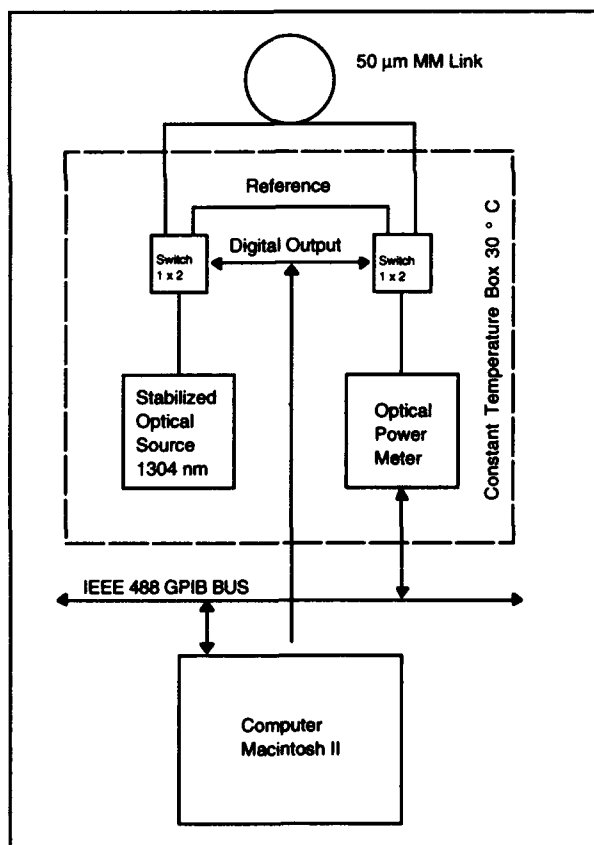 50 µm MM Link
Reference
Digital Output
Switch
1 x 2
Switch
1 x 2
Constant Temperature Box 30 ° C
Stabilized
Optical
Source
1304 nm
Optical
Power
Meter
IEEE 488 GPIB BUS
Computer
Macintosh II